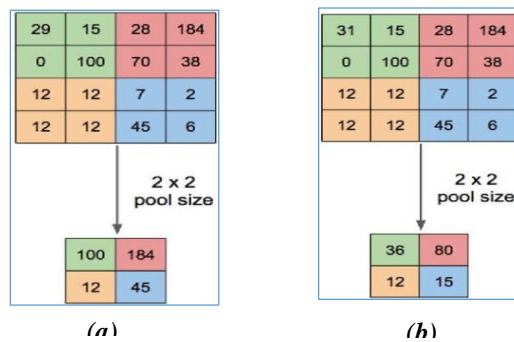 29 15 28 184
0 100 70 38
12 12 7 2
12 12 45 6
2 x 2
pool size
100 184
12 45
(a)
31 15 28 184
0 100 70 38
12 12 7 2
12 12 45 6
2 x 2
pool size
36 80
12 15
(b)